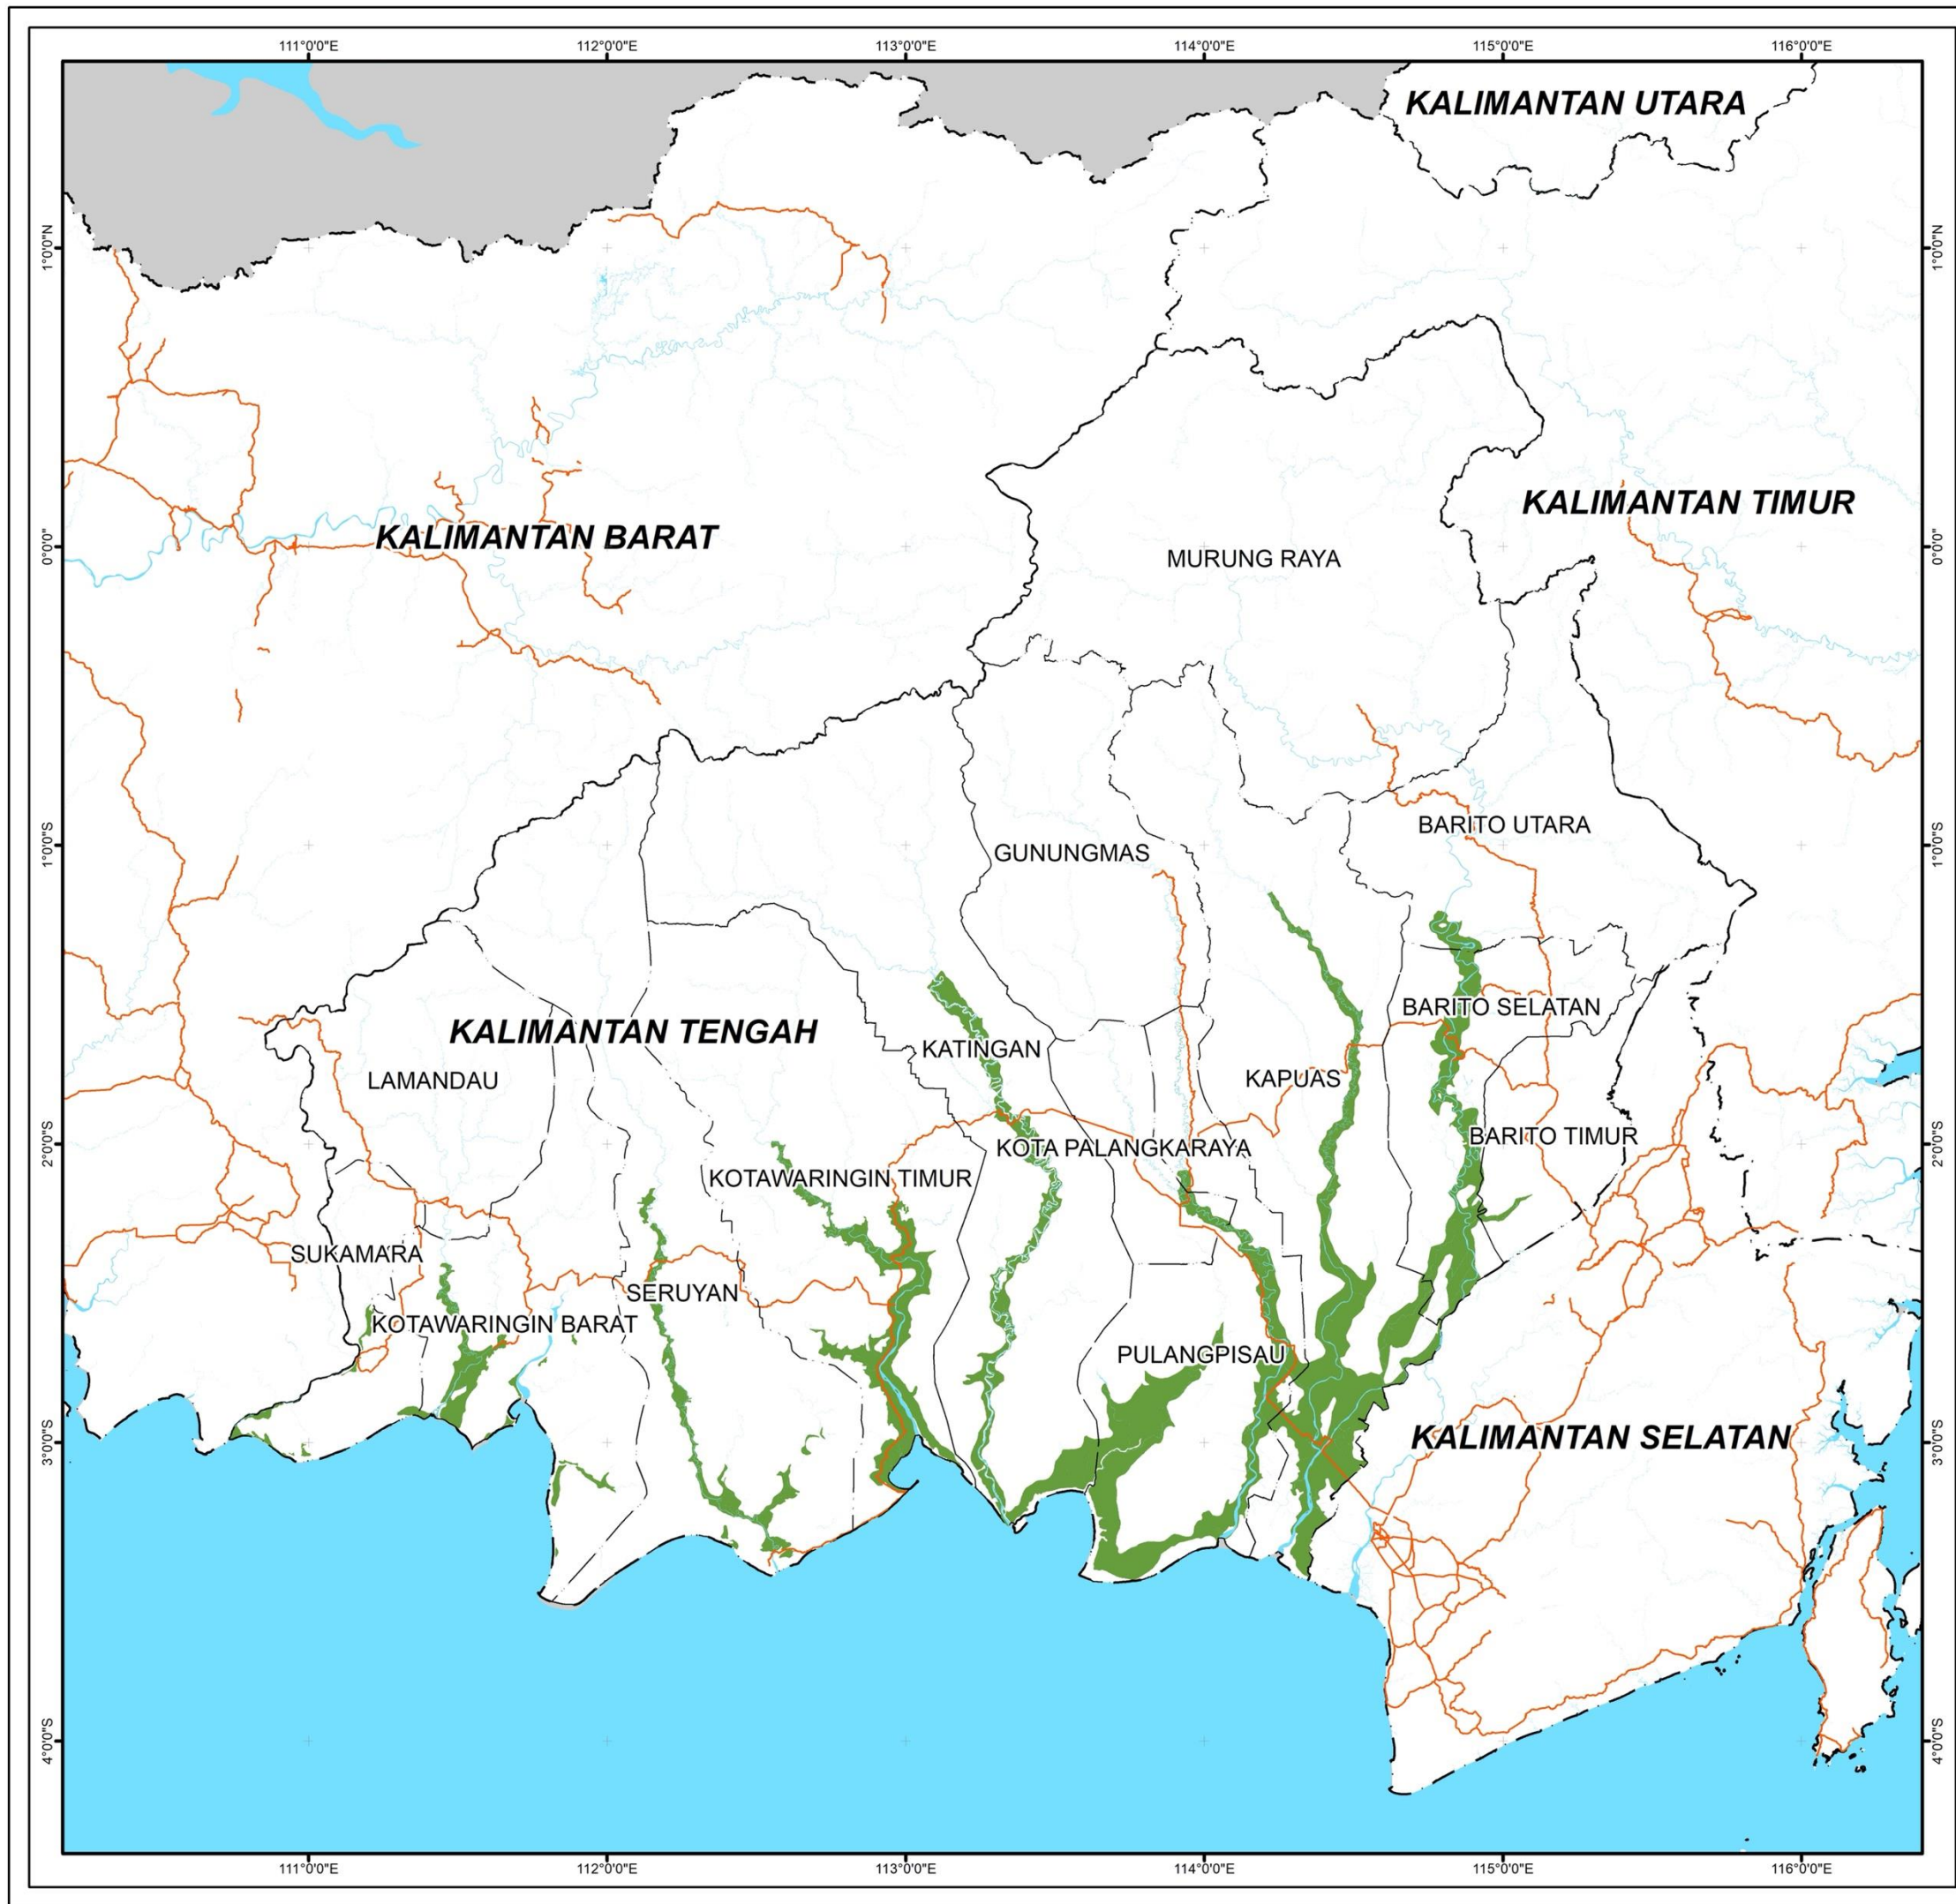 111°0'0"E
112°0'0"E
113°0'0"E
114°0'0"E
115°0'0"E
116°0'0"E
KALIMANTAN UTARA
1°0'0"N
1°0'0"N
KALIMANTAN TIMUR
KALIMANTAN BARAT
0°0'0"
0°0'0"
MURUNG RAYA
BARITO UTARA
1°0'0"S
1°0'0"S
GUNUNGMAS
BARITO SELATAN
KALIMANTAN TENGAH
KATINGAN
LAMANDAU
KAPUAS
BARITO TIMUR
2°0'0"S
2°0'0"S
KOTA PALANGKARAYA
KOTAWARINGIN TIMUR
SUKAMARA
SERUYAN
KOTAWARINGIN BARAT
PULANGPISAU
KALIMANTAN SELATAN
3°0'0"S
3°0'0"S
4°0'0"S
4°0'0"S
111°0'0"E
112°0'0"E
113°0'0"E
114°0'0"E
115°0'0"E
116°0'0"E